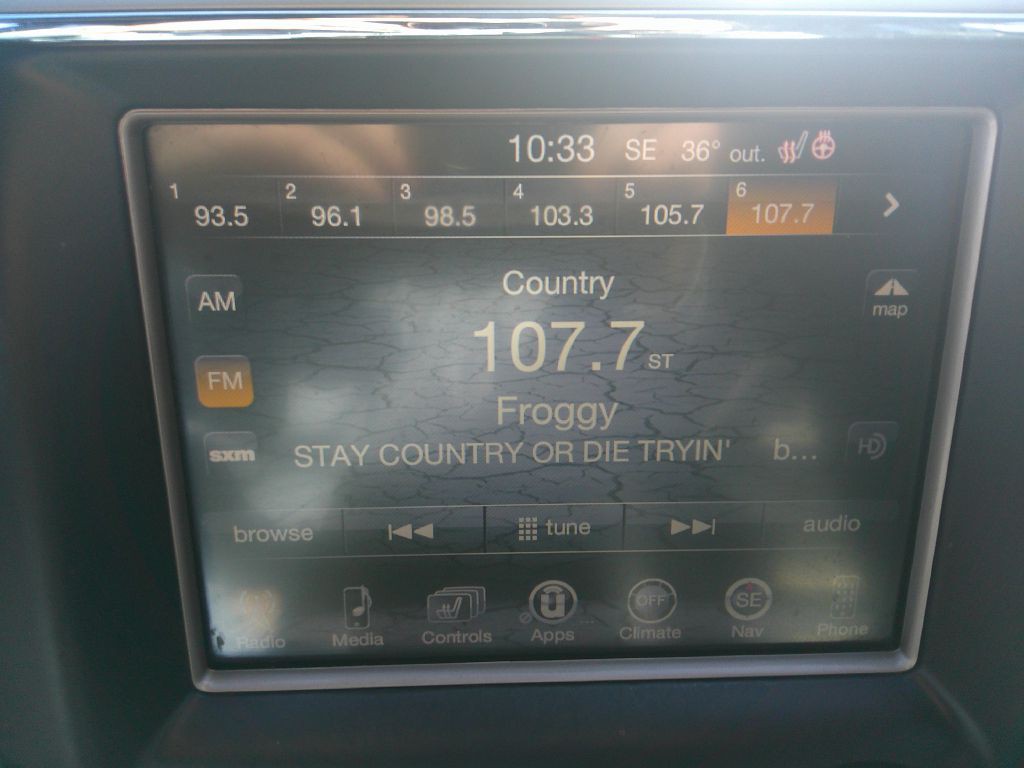 10:33 SE 36° out.
1 2 3 4 5 6
93.5 96.1 98.5 103.3 105.7 107.7
Country
AM
map
107.7 ST
FM
Froggy
STAY COUNTRY OR DIE TRYIN' b...
sxm
HD
browse tune audio
OFF SE
Radio Media Controls Apps Climate Nav Phone